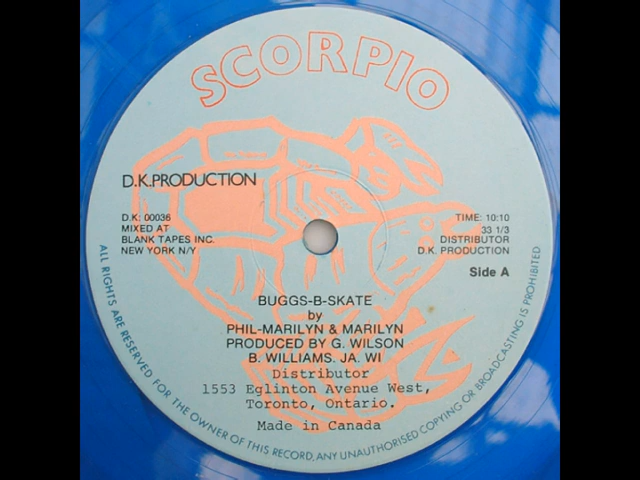 SCORPIO
D.K.PRODUCTION
D.K: 00036
MIXED AT
BLANK TAPES INC.
NEW YORK N/Y
TIME: 10:10
33 1/3
DISTRIBUTOR
D.K. PRODUCTION
Side A
BUGGS-B-SKATE
by
PHIL-MARILYN & MARILYN
PRODUCED BY G. WILSON
B. WILLIAMS. JA. WI
Distributor
1553 Eglinton Avenue West,
Toronto, Ontario.
Made in Canada
ALL RIGHTS ARE RESERVED FOR THE OWNER OF THIS RECORD, ANY UNAUTHORISED COPYING OR BROADCASTING IS PROHIBITED